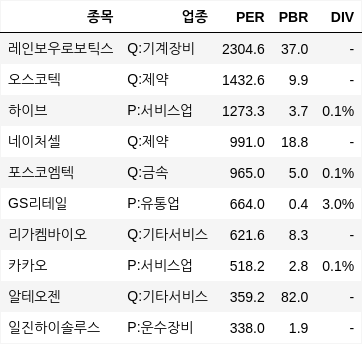 종목 업종 PER PBR DIV
레인보우로보틱스 Q:기계장비 2304.6 37.0 -
오스코텍 Q:제약 1432.6 9.9 -
하이브 P:서비스업 1273.3 3.7 0.1%
네이처셀 Q:제약 991.0 18.8 -
포스코엠텍 Q:금속 965.0 5.0 0.1%
GS리테일 P:유통업 664.0 0.4 3.0%
리가켐바이오 Q:기타서비스 621.6 8.3 -
카카오 P:서비스업 518.2 2.8 0.1%
알테오젠 Q:기타서비스 359.2 82.0 -
일진하이솔루스 P:운수장비 338.0 1.9 -